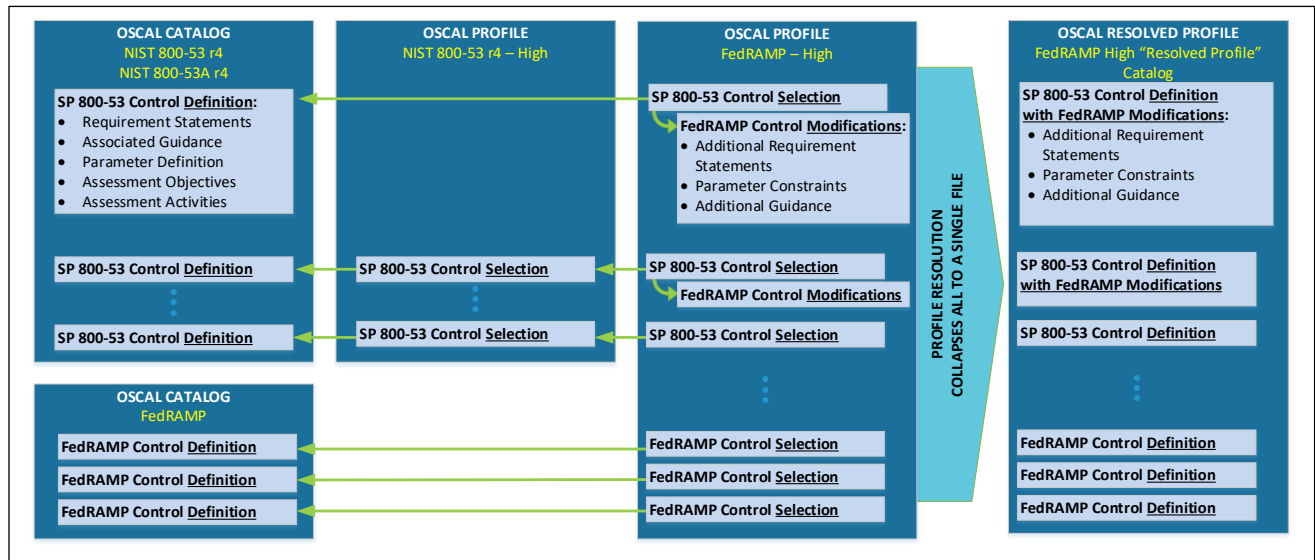 OSCAL CATALOG
NIST 800-53 r4
NIST 800-53A r4
SP 800-53 Control Definition:
• Requirement Statements
• Associated Guidance
• Parameter Definition
• Assessment Objectives
• Assessment Activities
SP 800-53 Control Definition
SP 800-53 Control Definition
OSCAL CATALOG
FedRAMP
FedRAMP Control Definition
FedRAMP Control Definition
FedRAMP Control Definition
OSCAL PROFILE
NIST 800-53 r4 – High
SP 800-53 Control Selection
SP 800-53 Control Selection
OSCAL PROFILE
FedRAMP – High
SP 800-53 Control Selection
FedRAMP Control Modifications:
• Additional Requirement
Statements
• Parameter Constraints
• Additional Guidance
SP 800-53 Control Selection
FedRAMP Control Modifications
SP 800-53 Control Selection
FedRAMP Control Selection
FedRAMP Control Selection
FedRAMP Control Selection
PROFILE RESOLUTION
COLLAPSES ALL TO A SINGLE FILE
OSCAL RESOLVED PROFILE
FedRAMP High “Resolved Profile”
Catalog
SP 800-53 Control Definition
with FedRAMP Modifications:
• Additional Requirement
Statements
• Parameter Constraints
• Additional Guidance
SP 800-53 Control Definition
with FedRAMP Modifications
SP 800-53 Control Definition
FedRAMP Control Definition
FedRAMP Control Definition
FedRAMP Control Definition